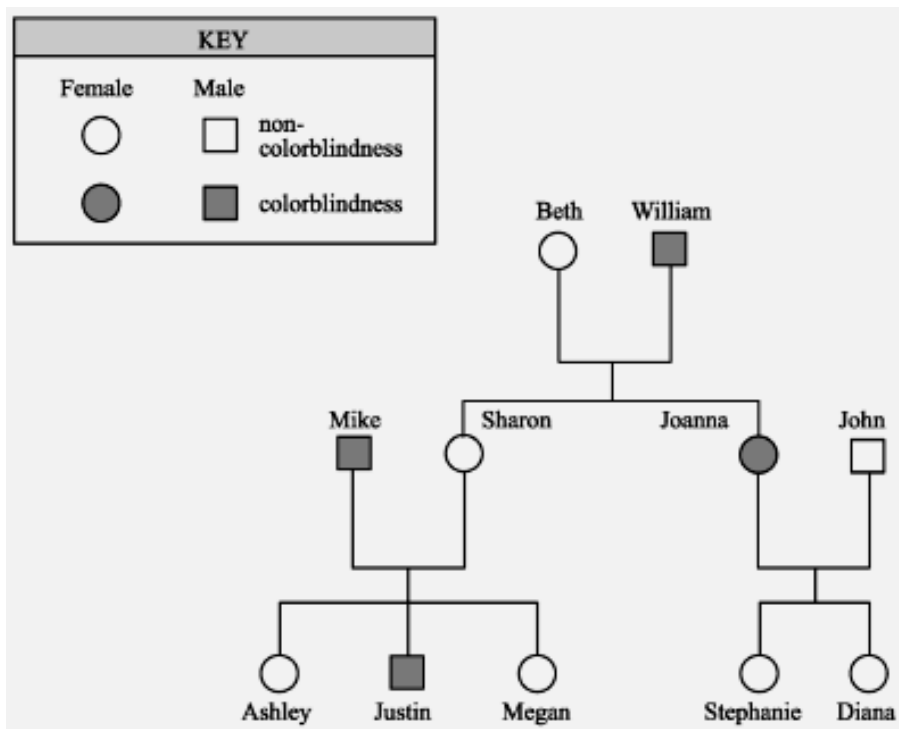 KEY
Female Male
non-
colorblindness
colorblindness
Beth William
Mike Sharon Joanna John
Ashley Justin Megan Stephanie Diana